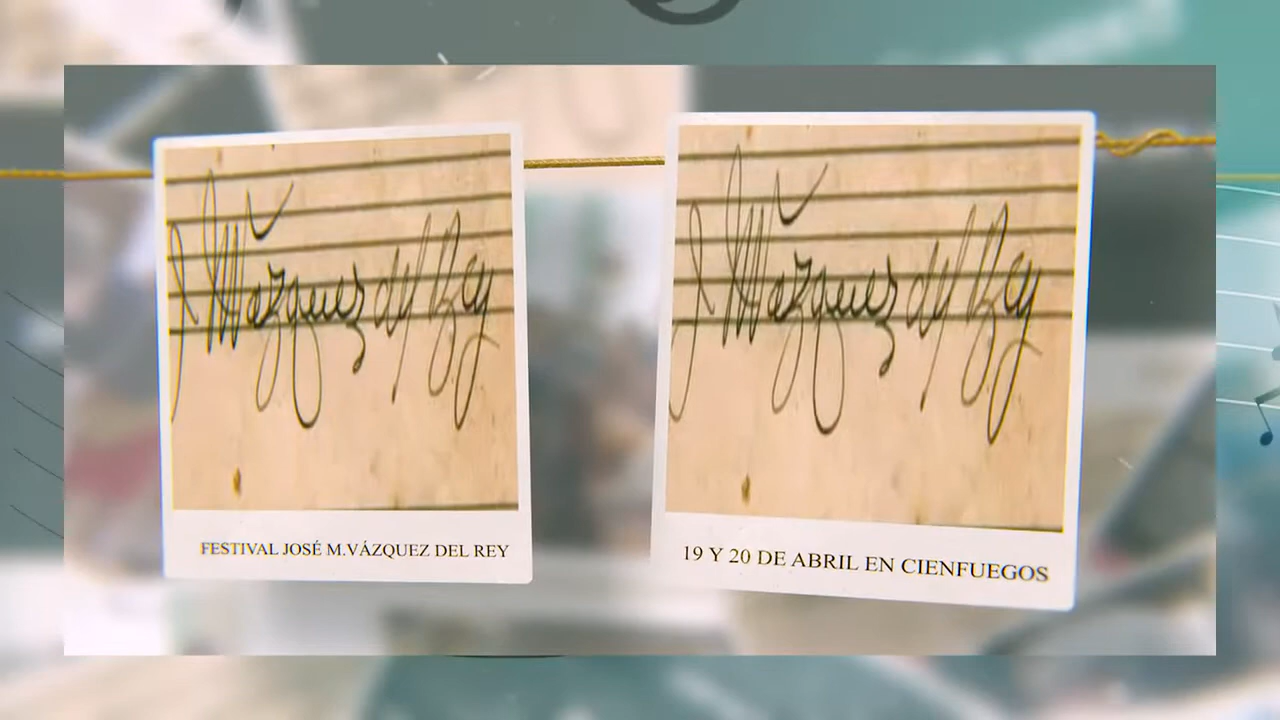 J M Vázquez del Rey
J M Vázquez del Rey
FESTIVAL JOSÉ M.VÁZQUEZ DEL REY
19 Y 20 DE ABRIL EN CIENFUEGOS